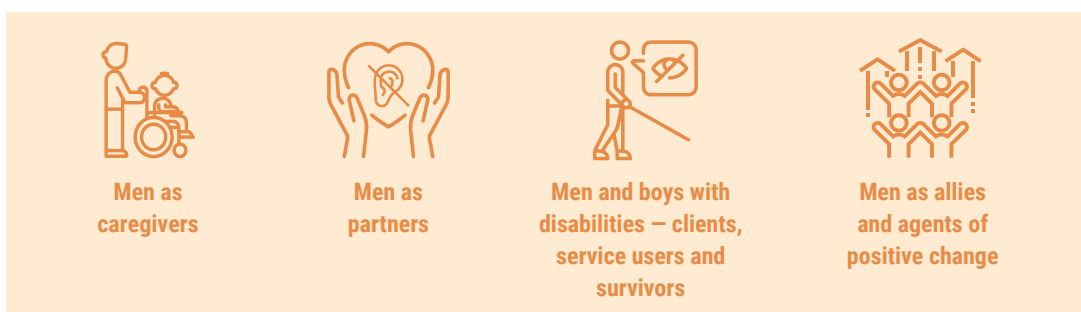 Men as
caregivers
Men as
partners
Men and boys with
disabilities — clients,
service users and
survivors
Men as allies
and agents of
positive change